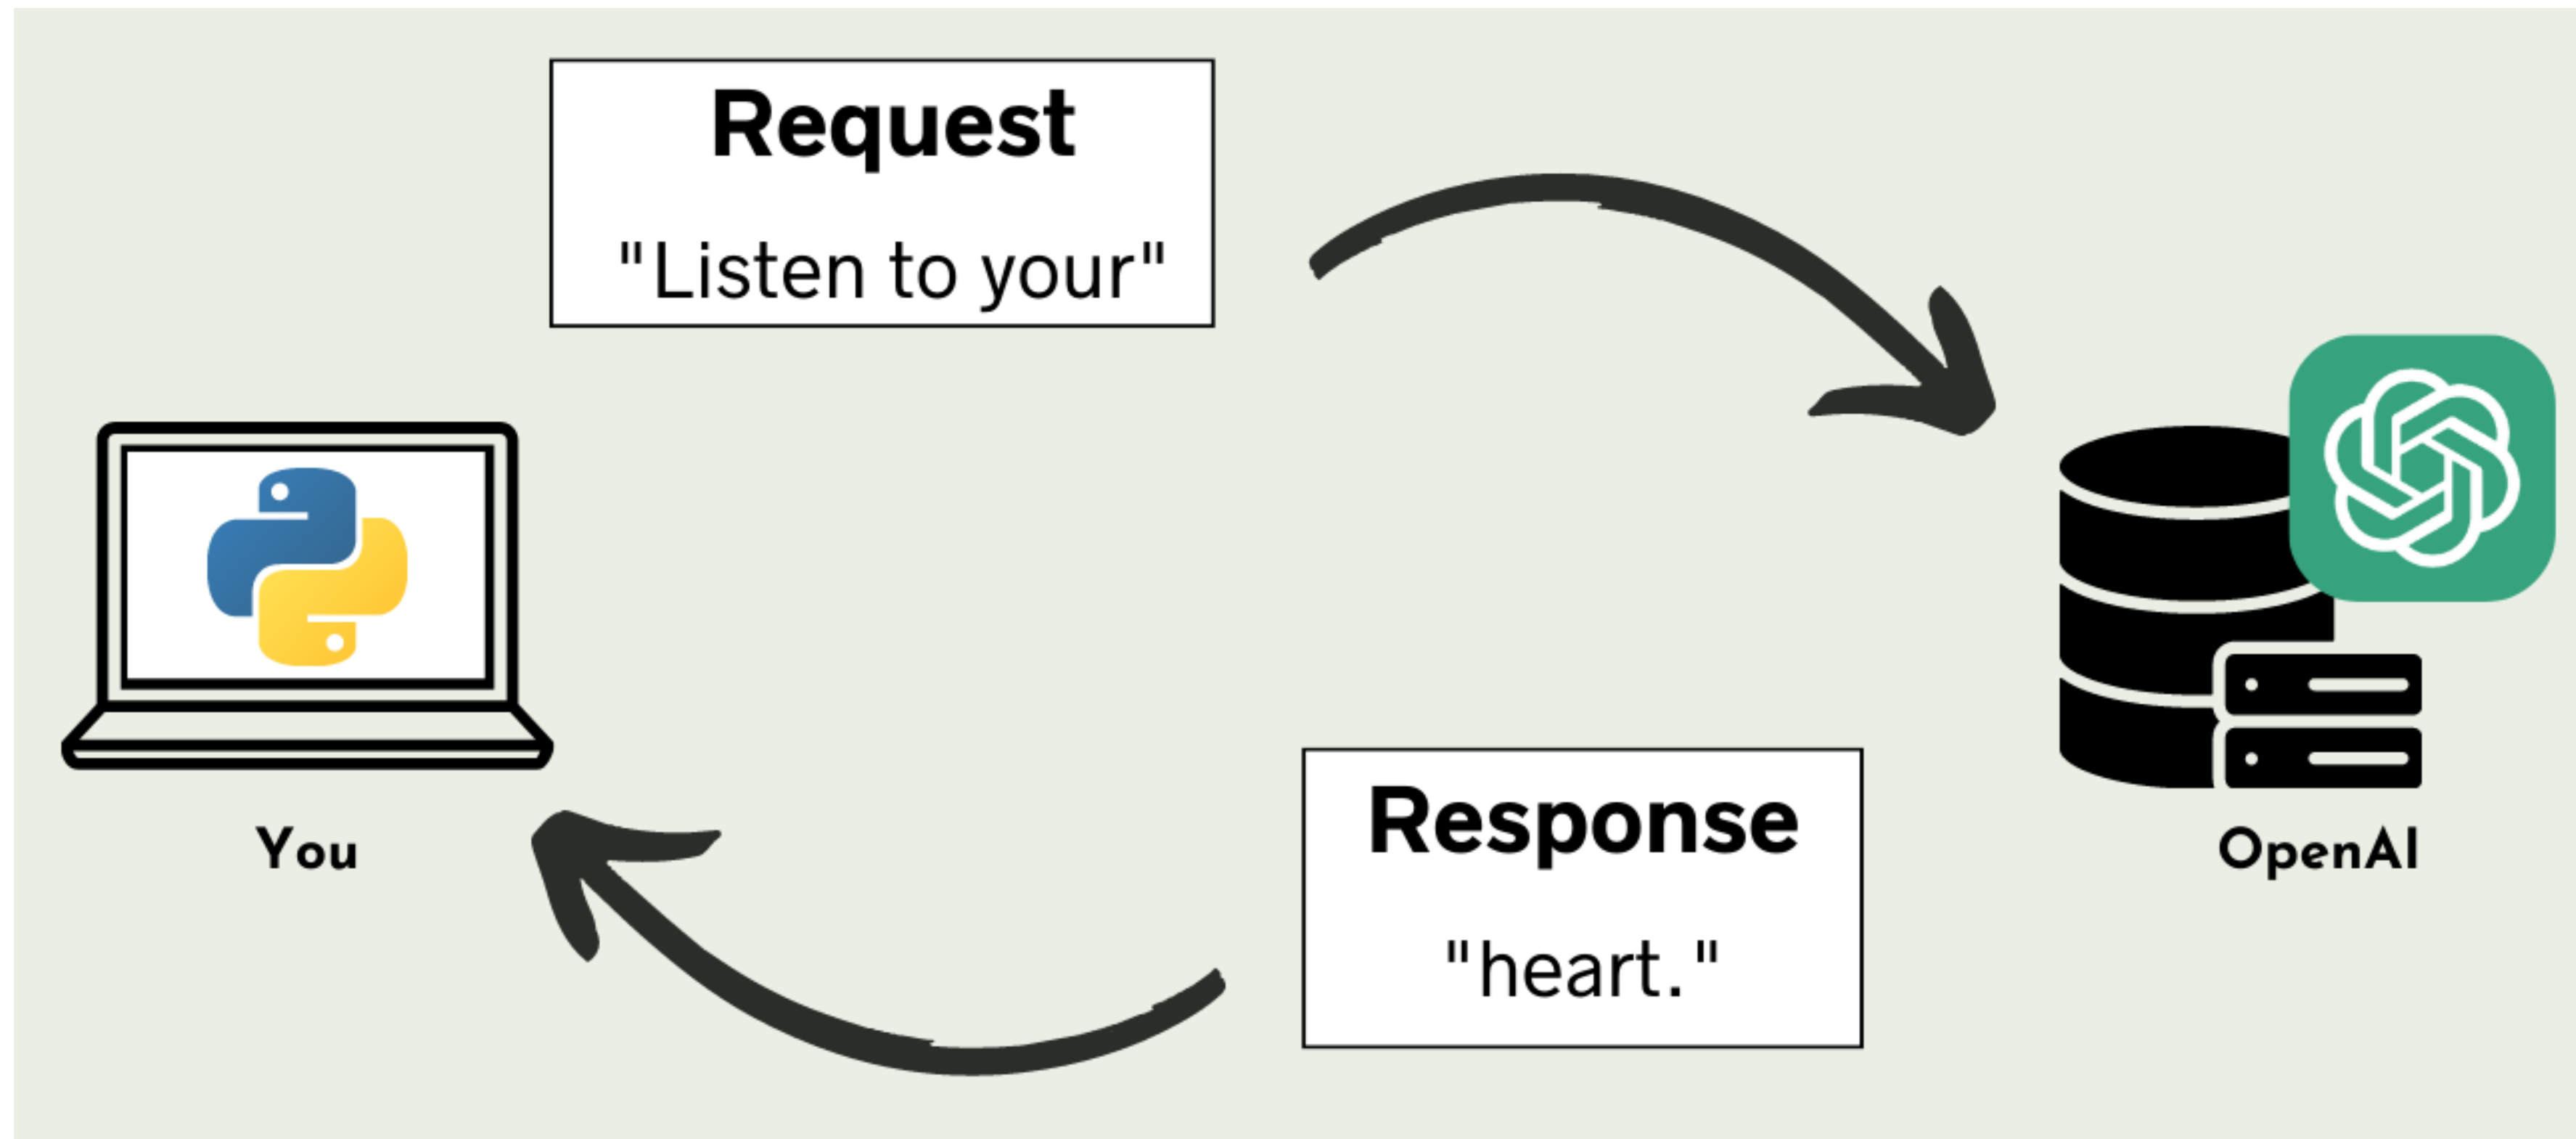 Request
"Listen to your"
You
OpenAI
Response
"heart."